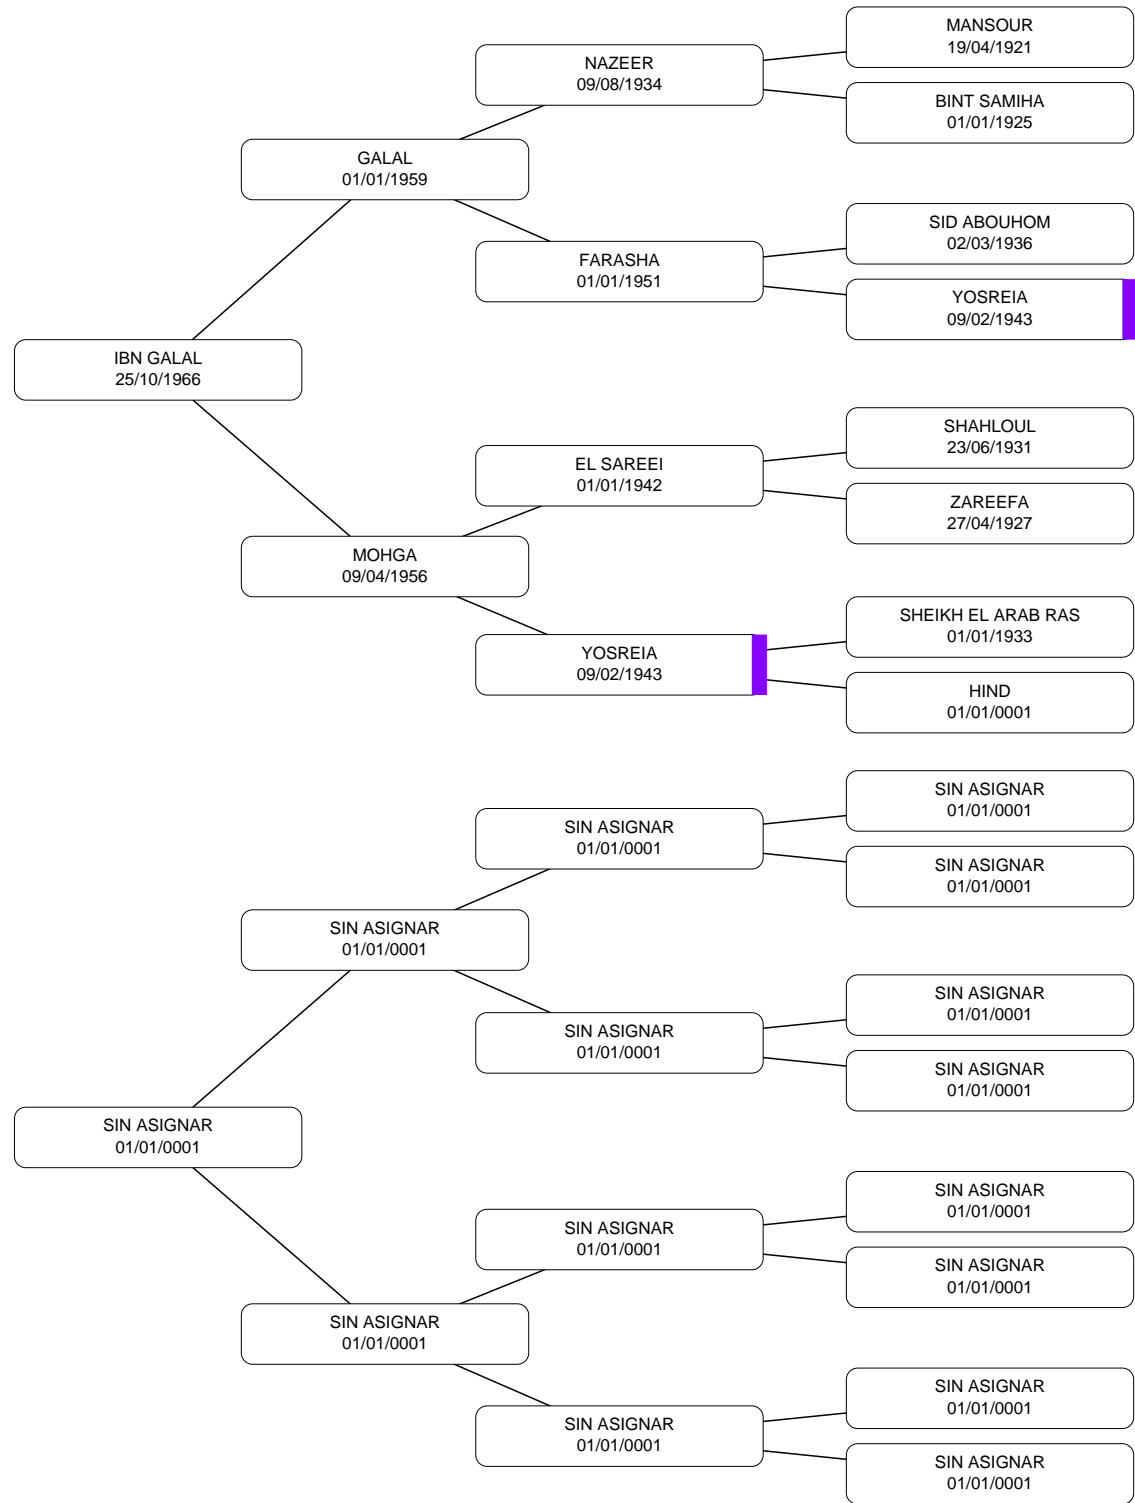 MANSOUR
19/04/1921
NAZEER
09/08/1934
BINT SAMIHA
01/01/1925
GALAL
01/01/1959
SID ABOUHOM
02/03/1936
FARASHA
01/01/1951
YOSREIA
09/02/1943
IBN GALAL
25/10/1966
SHAHLOUL
23/06/1931
EL SAREEI
01/01/1942
ZAREEFA
27/04/1927
MOHGA
09/04/1956
SHEIKH EL ARAB RAS
01/01/1933
YOSREIA
09/02/1943
HIND
01/01/0001
SIN ASIGNAR
01/01/0001
SIN ASIGNAR
01/01/0001
SIN ASIGNAR
01/01/0001
SIN ASIGNAR
01/01/0001
SIN ASIGNAR
01/01/0001
SIN ASIGNAR
01/01/0001
SIN ASIGNAR
01/01/0001
SIN ASIGNAR
01/01/0001
SIN ASIGNAR
01/01/0001
SIN ASIGNAR
01/01/0001
SIN ASIGNAR
01/01/0001
SIN ASIGNAR
01/01/0001
SIN ASIGNAR
01/01/0001
SIN ASIGNAR
01/01/0001
SIN ASIGNAR
01/01/0001